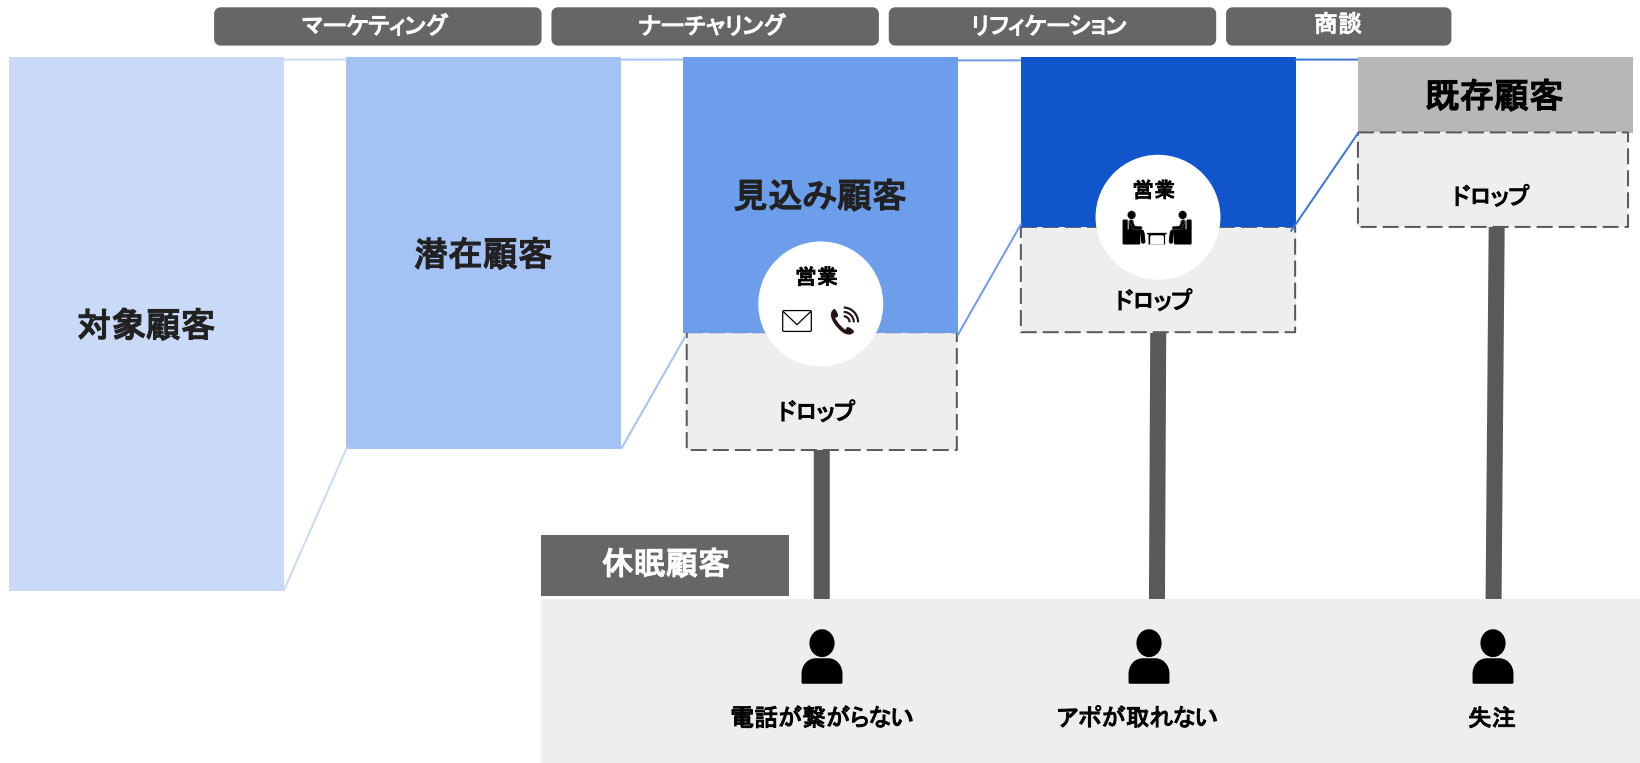 マーケティング
ナーチャリング
リフィケーション
商談
対象顧客
潜在顧客
見込み顧客
営業
ドロップ
営業
ドロップ
既存顧客
ドロップ
休眠顧客
電話が繋がらない
アポが取れない
失注